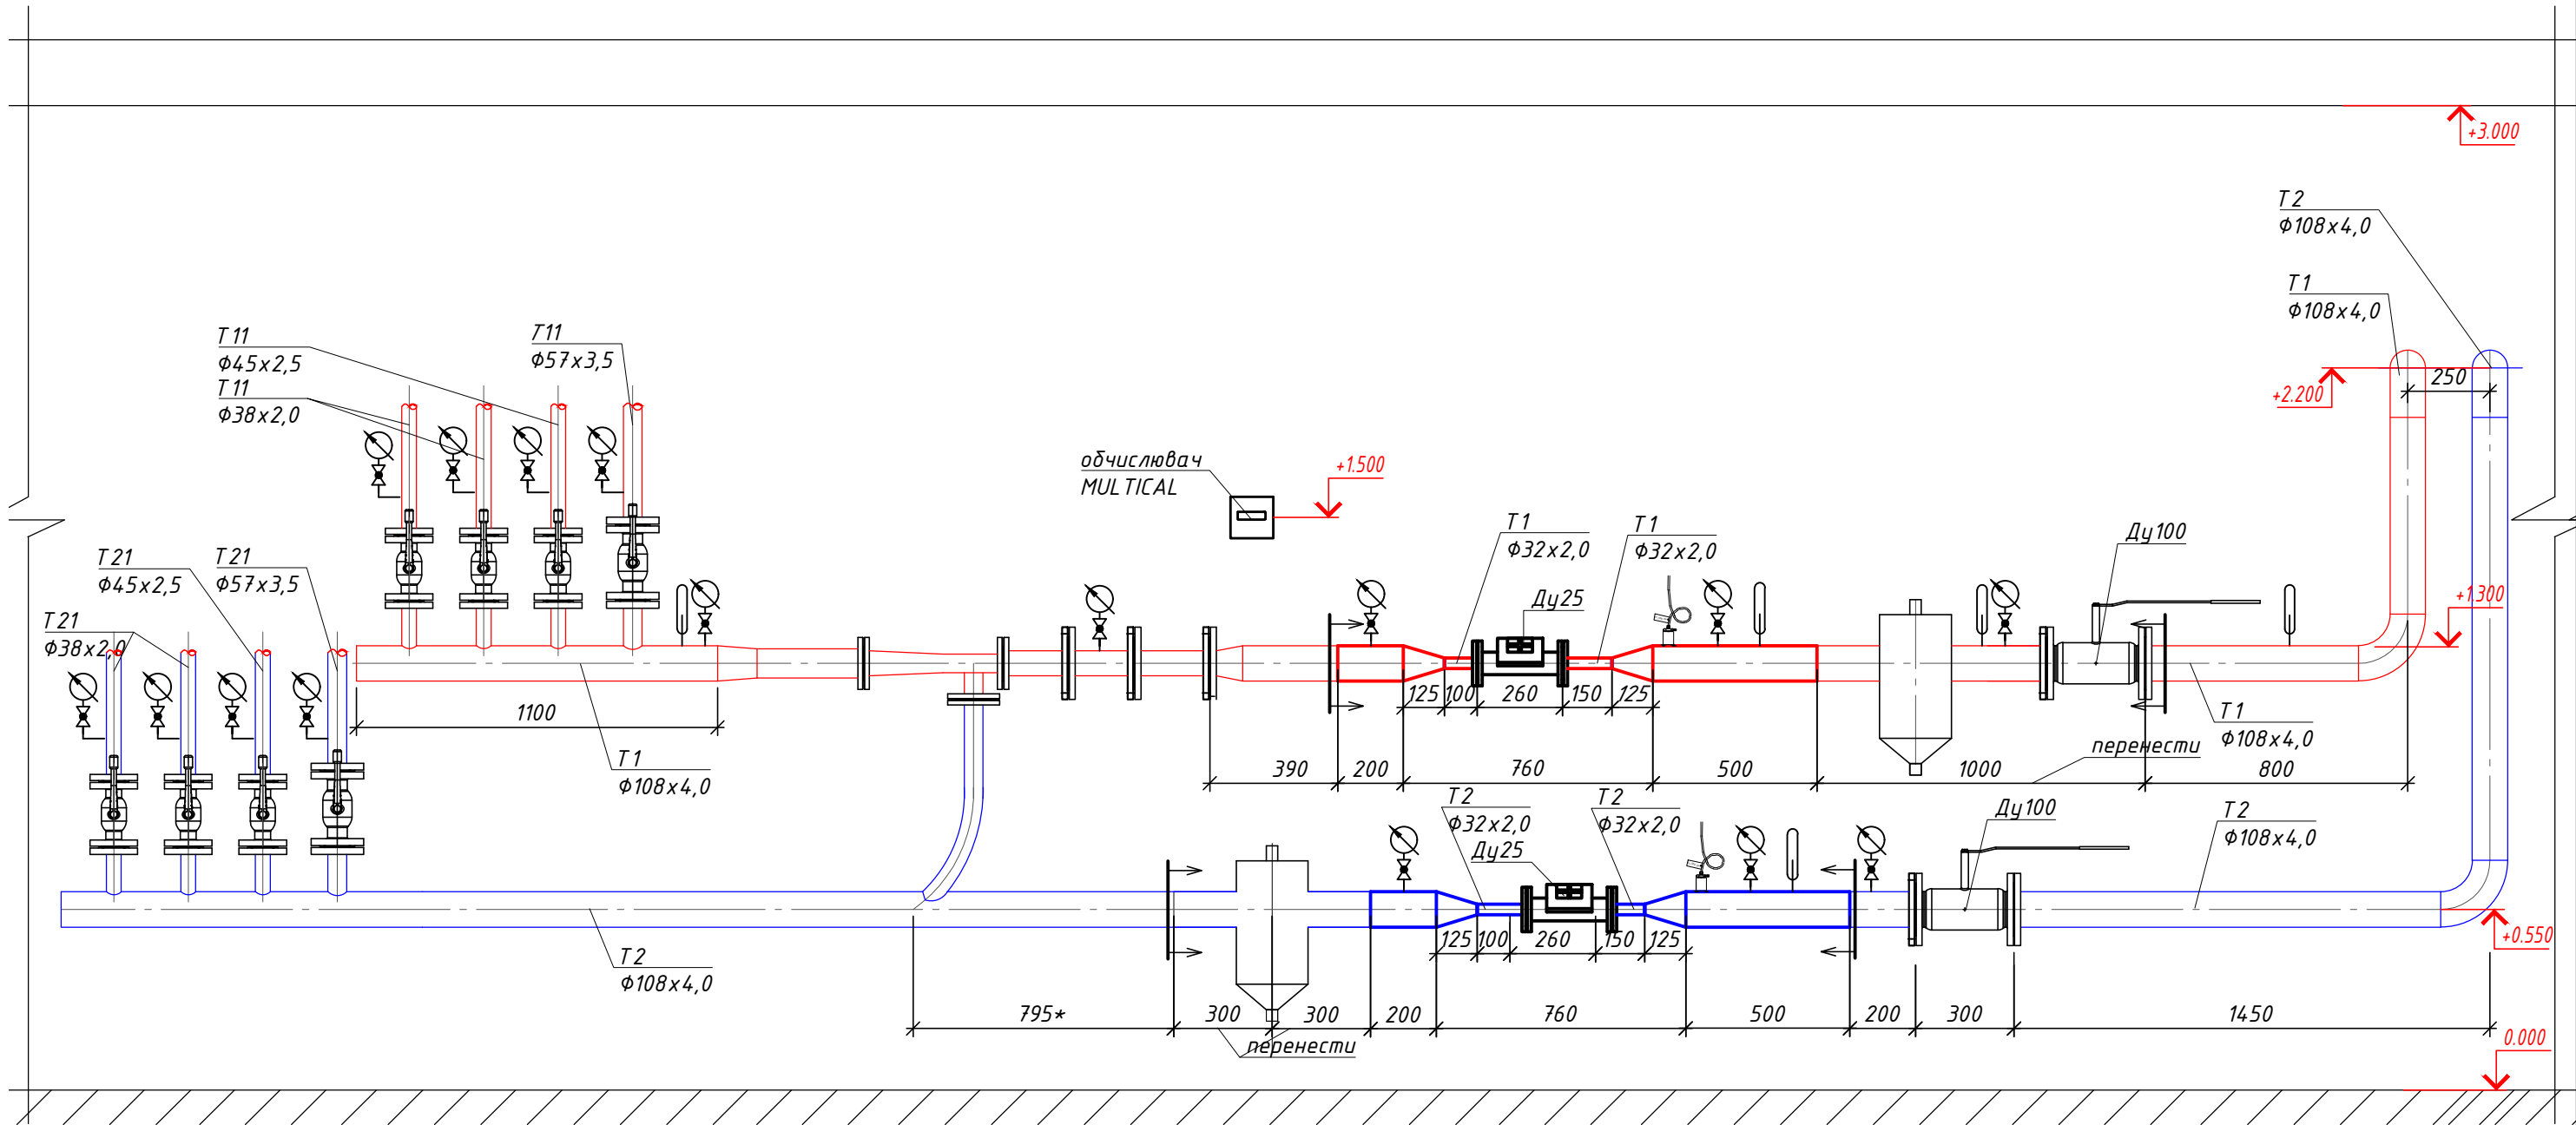 +3.000
Т2
Ф108х4,0
Т1
Ф108х4,0
Т11
Ф45х2,5
Т11
Ф38х2,0
Т11
Ф57х3,5
250
+2.200
обчислювач
MULTICAL
+1.500
Т1
Ф32х2,0
Т1
Ф32х2,0
Ду100
Т21
Ф45х2,5
Т21
Ф57х3,5
Т21
Ф38х2,0
Ду25
+1.300
125
100
260
150
125
1100
Т1
Ф108х4,0
Т1
Ф108х4,0
перенести
390
200
760
500
1000
800
Т2
Ф32х2,0
Ду25
Т2
Ф32х2,0
Ду100
Т2
Ф108х4,0
125
100
260
150
125
+0.550
Т2
Ф108х4,0
795*
300
300
200
760
500
200
300
1450
перенести
0.000